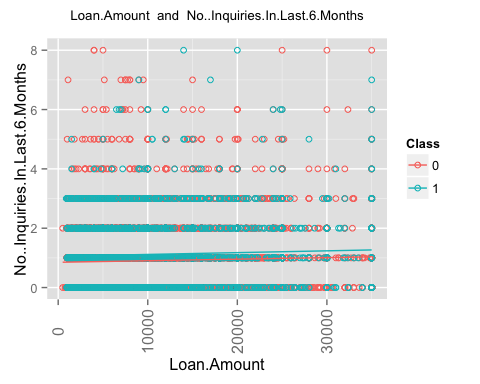 Loan.Amount and No..Inquiries.In.Last.6.Months
No..Inquiries.In.Last.6.Months
8
6
4
2
0
0
10000
20000
30000
Loan.Amount
Class
0
1